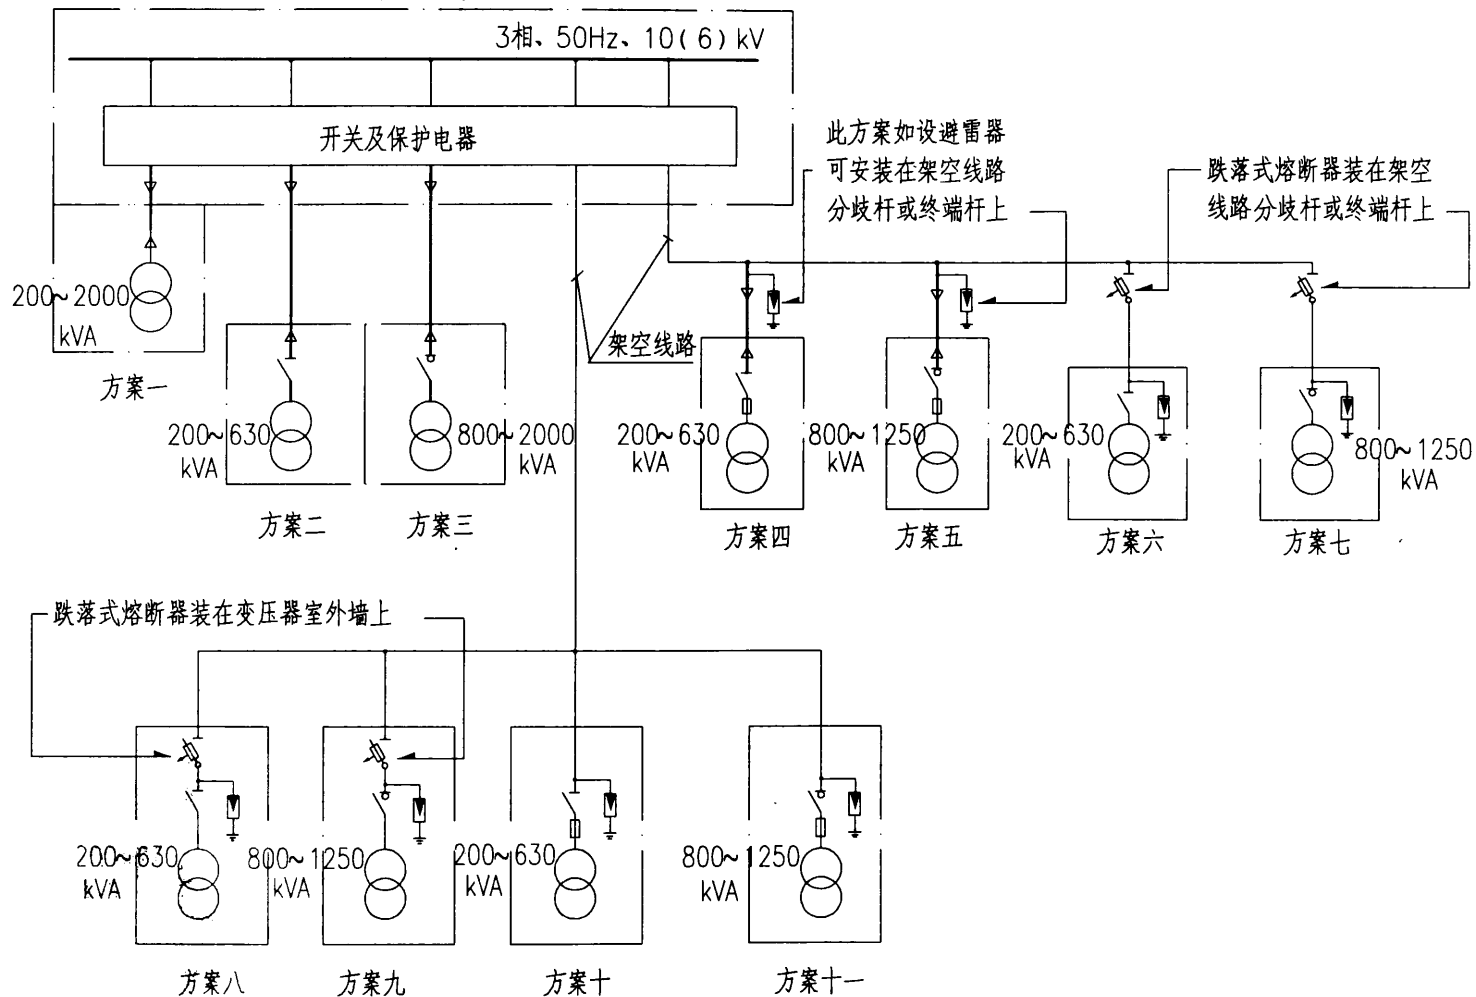 3相、50Hz、10(6)kV
开关及保护电器
此方案如设避雷器
可安装在架空线路
分歧杆或终端杆上
跌落式熔断器装在架空
线路分歧杆或终端杆上
200~2000
kVA
方案一
架空线路
200~630
kVA
方案二
800~2000
kVA
方案三
200~630
kVA
方案四
800~1250
kVA
方案五
200~630
kVA
方案六
800~1250
kVA
方案七
跌落式熔断器装在变压器室外墙上
200~630
kVA
方案八
800~1250
kVA
方案九
200~630
kVA
方案十
800~1250
kVA
方案十一